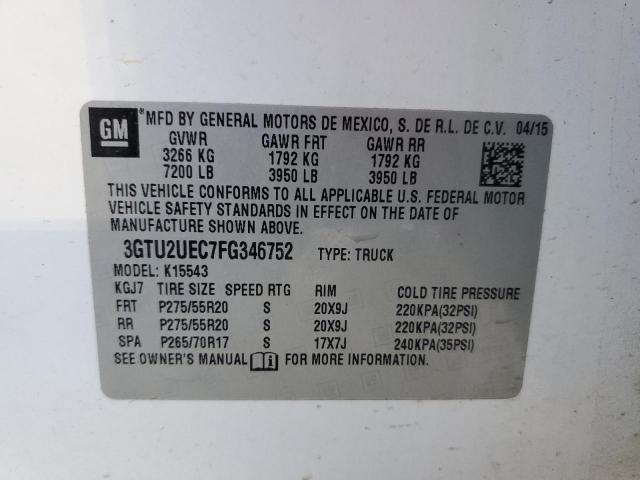 GM ®MFD BY GENERAL MOTORS DE MEXICO, S. DE R.L. DE C.V. 04/15
GVWR GAWR FRT GAWR RR
3266 KG 1792 KG 1792 KG
7200 LB 3950 LB 3950 LB
THIS VEHICLE CONFORMS TO ALL APPLICABLE U.S. FEDERAL MOTOR
VEHICLE SAFETY STANDARDS IN EFFECT ON THE DATE OF
MANUFACTURE SHOWN ABOVE.
3GTU2UEC7FG346752 TYPE: TRUCK
MODEL: K15543
KGJ7 TIRE SIZE SPEED RTG RIM COLD TIRE PRESSURE
FRT P275/55R20 S 20X9J 220KPA(32PSI)
RR P275/55R20 S 20X9J 220KPA(32PSI)
SPA P265/70R17 S 17X7J 240KPA(35PSI)
SEE OWNER'S MANUAL FOR MORE INFORMATION.